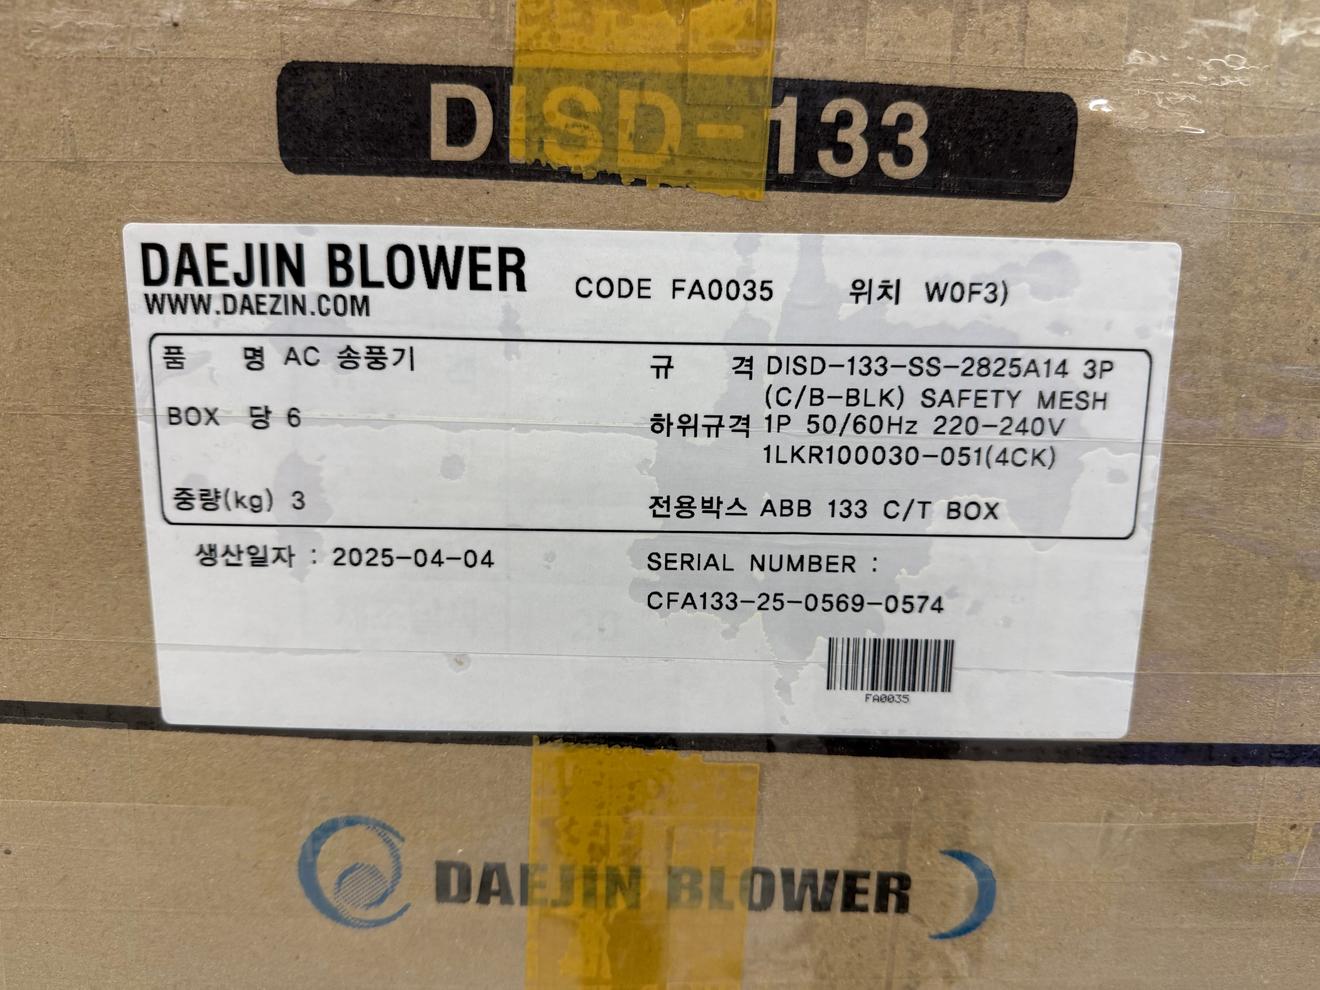 DISD-133
DAEJIN BLOWER
WWW.DAEZIN.COM
CODE FA0035 위치 W0F3)
품 명 AC 송풍기
BOX 당 6
중량(kg) 3
규 격 DISD-133-SS-2825A14 3P
(C/B-BLK) SAFETY MESH
하위규격 1P 50/60Hz 220-240V
1LKR100030-051(4CK)
전용박스 ABB 133 C/T BOX
생산일자 : 2025-04-04
SERIAL NUMBER :
CFA133-25-0569-0574
FA0035
DAEJIN BLOWER